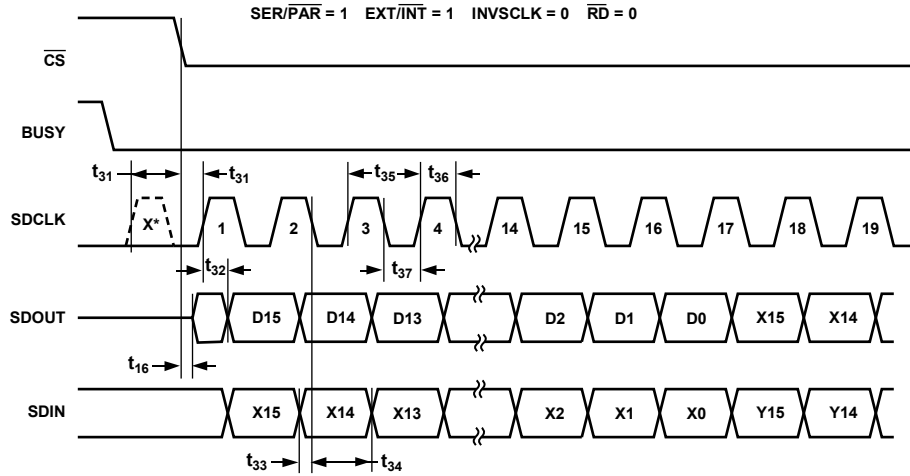 SER/PAR = 1 EXT/INT = 1 INVSCLK = 0 RD = 0
CS
BUSY
t31 t31 t35 t36
SDCLK X* 1 2 3 4 14 15 16 17 18 19
t32 t37
SDOUT D15 D14 D13 D2 D1 D0 X15 X14
t16
SDIN X15 X14 X13 X2 X1 X0 Y15 Y14
t33 t34